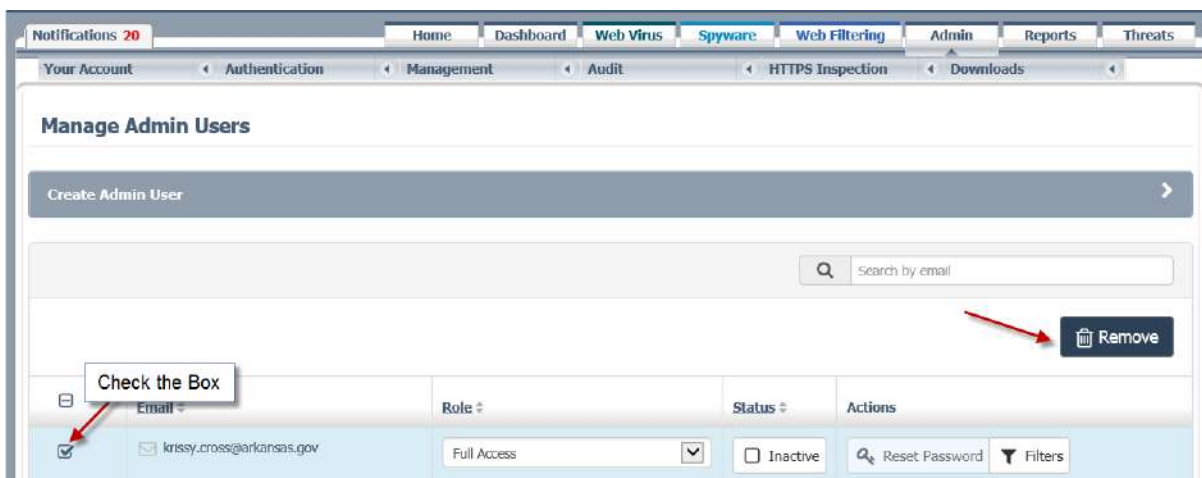 Notifications 20 Home Dashboard Web Virus Spyware Web Filtering Admin Reports Threats
Your Account Authentication Management Audit HTTPS Inspection Downloads
Manage Admin Users
Create Admin User
Search by email
Remove
Check the Box
Email Role Status Actions
krissy.cross@arkansas.gov Full Access Inactive Reset Password Filters